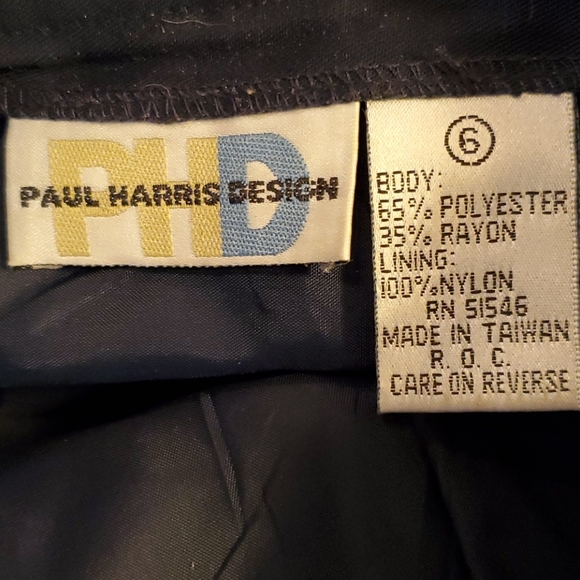 PHD
PAUL HARRIS DESIGN
6
BODY:
65% POLYESTER
35% RAYON
LINING:
100%NYLON
RN 51546
MADE IN TAIWAN
R. O. C.
CARE ON REVERSE